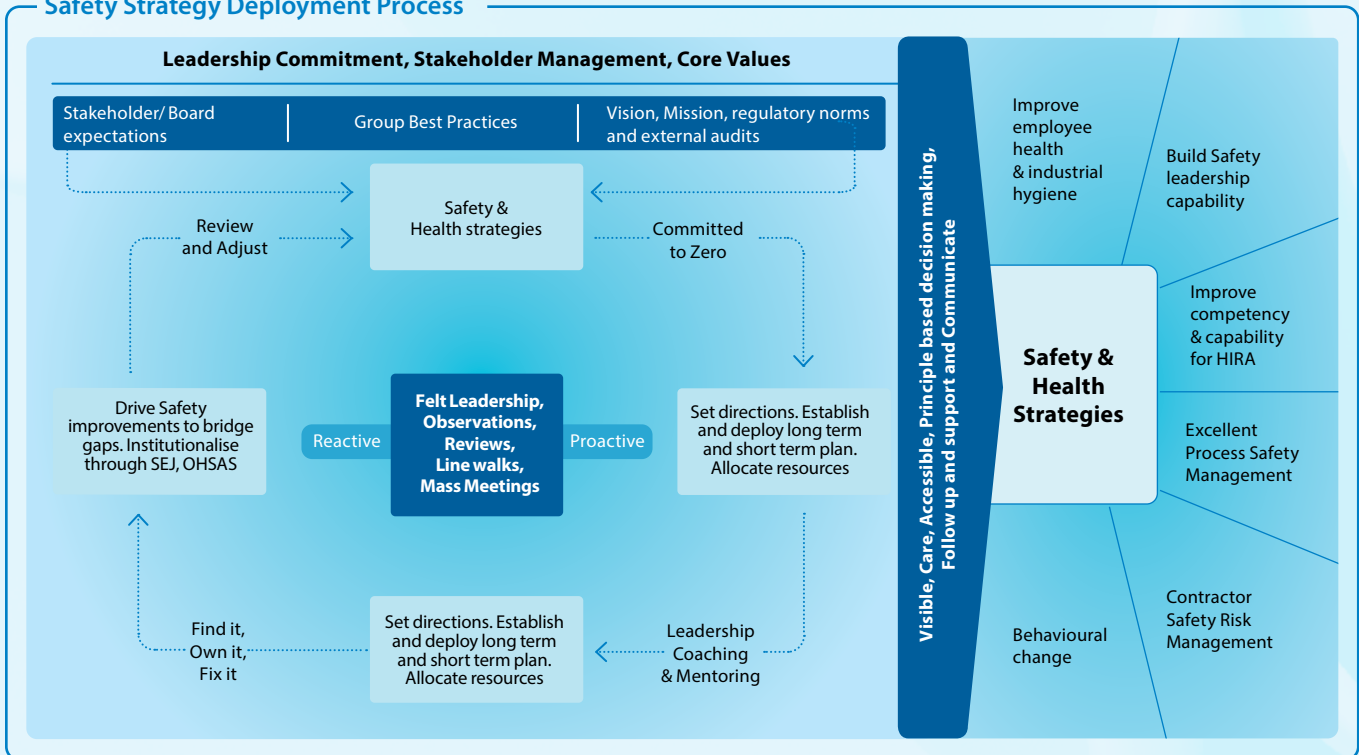 Safety Strategy Deployment Process
Leadership Commitment, Stakeholder Management, Core Values
Stakeholder/ Board
expectations
Group Best Practices
Vision, Mission, regulatory norms
and external audits
Safety &
Health strategies
Review
and Adjust
Committed
to Zero
Drive Safety
improvements to bridge
gaps. Institutionalise
through SEJ, OHSAS
Reactive
Felt Leadership,
Observations,
Reviews,
Line walks,
Mass Meetings
Proactive
Set directions. Establish
and deploy long term
and short term plan.
Allocate resources
Find it,
Own it,
Fix it
Set directions. Establish
and deploy long term
and short term plan.
Allocate resources
Leadership
Coaching
& Mentoring
Visible, Care, Accessible, Principle based decision making,
Follow up and support and Communicate
Safety &
Health
Strategies
Improve
employee
health
& industrial
hygiene
Build Safety
leadership
capability
Improve
competency
& capability
for HIRA
Excellent
Process Safety
Management
Contractor
Safety Risk
Management
Behavioural
change